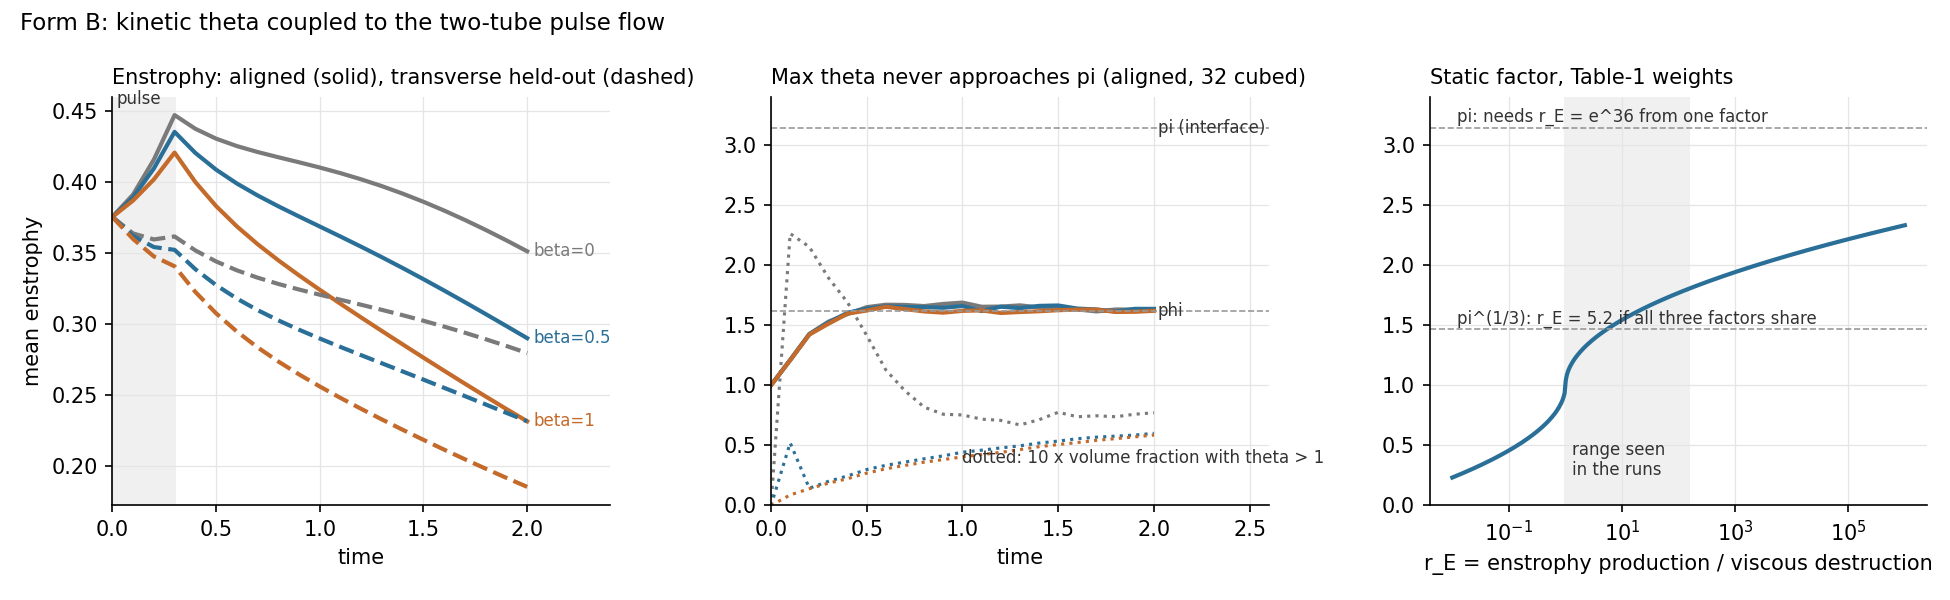 Form B: kinetic theta coupled to the two-tube pulse flow
Enstrophy: aligned (solid), transverse held-out (dashed)
pulse
0.45
0.40
0.35
0.30
0.25
0.20
mean enstrophy
beta=0
beta=0.5
beta=1
0.0 0.5 1.0 1.5 2.0
time
Max theta never approaches pi (aligned, 32 cubed)
pi (interface)
3.0
2.5
2.0
1.5
1.0
0.5
0.0
phi
dotted: 10 x volume fraction with theta > 1
0.0 0.5 1.0 1.5 2.0 2.5
time
Static factor, Table-1 weights
pi: needs r_E = e^36 from one factor
3.0
2.5
2.0
1.5
1.0
0.5
0.0
pi^(1/3): r_E = 5.2 if all three factors share
range seen
in the runs
10⁻¹ 10¹ 10³ 10⁵
r_E = enstrophy production / viscous destruction